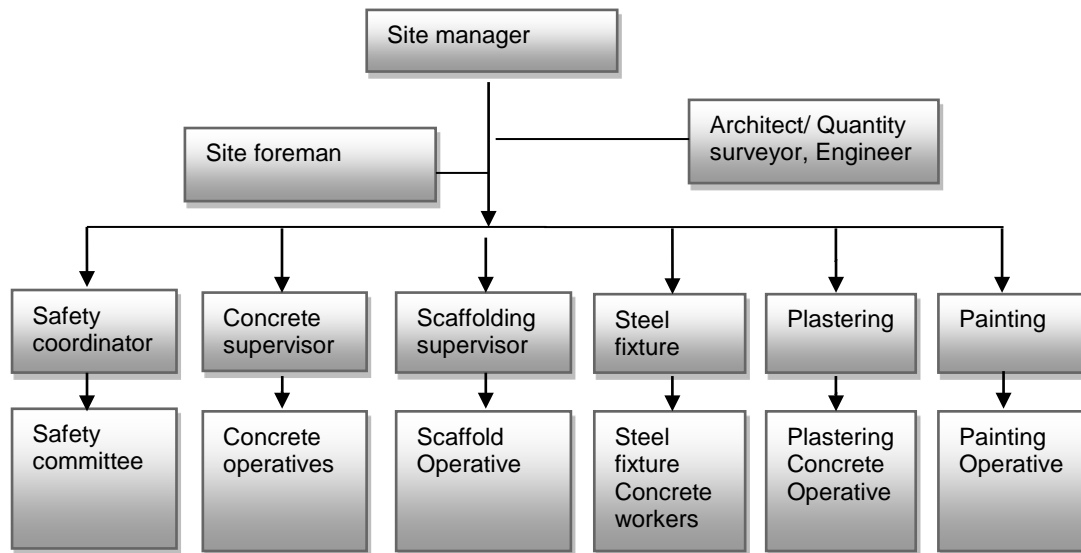 Site manager
Architect/ Quantity
surveyor, Engineer
Site foreman
Safety
coordinator
Concrete
supervisor
Scaffolding
supervisor
Steel
fixture
Plastering
Painting
Safety
committee
Concrete
operatives
Scaffold
Operative
Steel
fixture
Concrete
workers
Plastering
Concrete
Operative
Painting
Operative